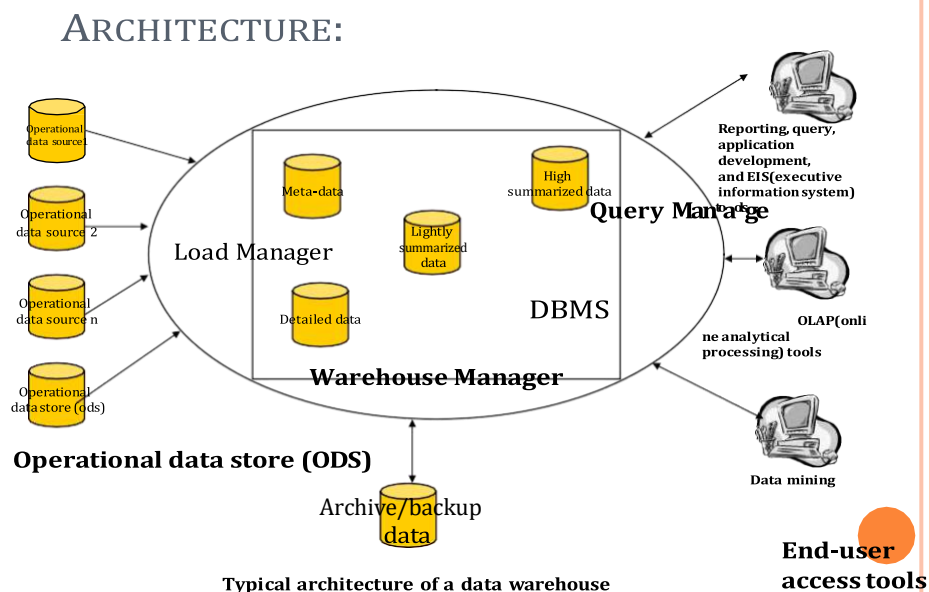 ARCHITECTURE:
Operational
data source1
Operational
data source 2
Operational
data source n
Operational
data store (ods)
Operational data store (ODS)
Load Manager
Meta-data
High
summarized data
Lightly
summarized
data
Detailed data
DBMS
Warehouse Manager
Query Manage
Archive/backup
data
Reporting, query,
application
development,
and EIS(executive
information system)
OLAP(onli
ne analytical
processing) tools
Data mining
End-user
access tools
Typical architecture of a data warehouse